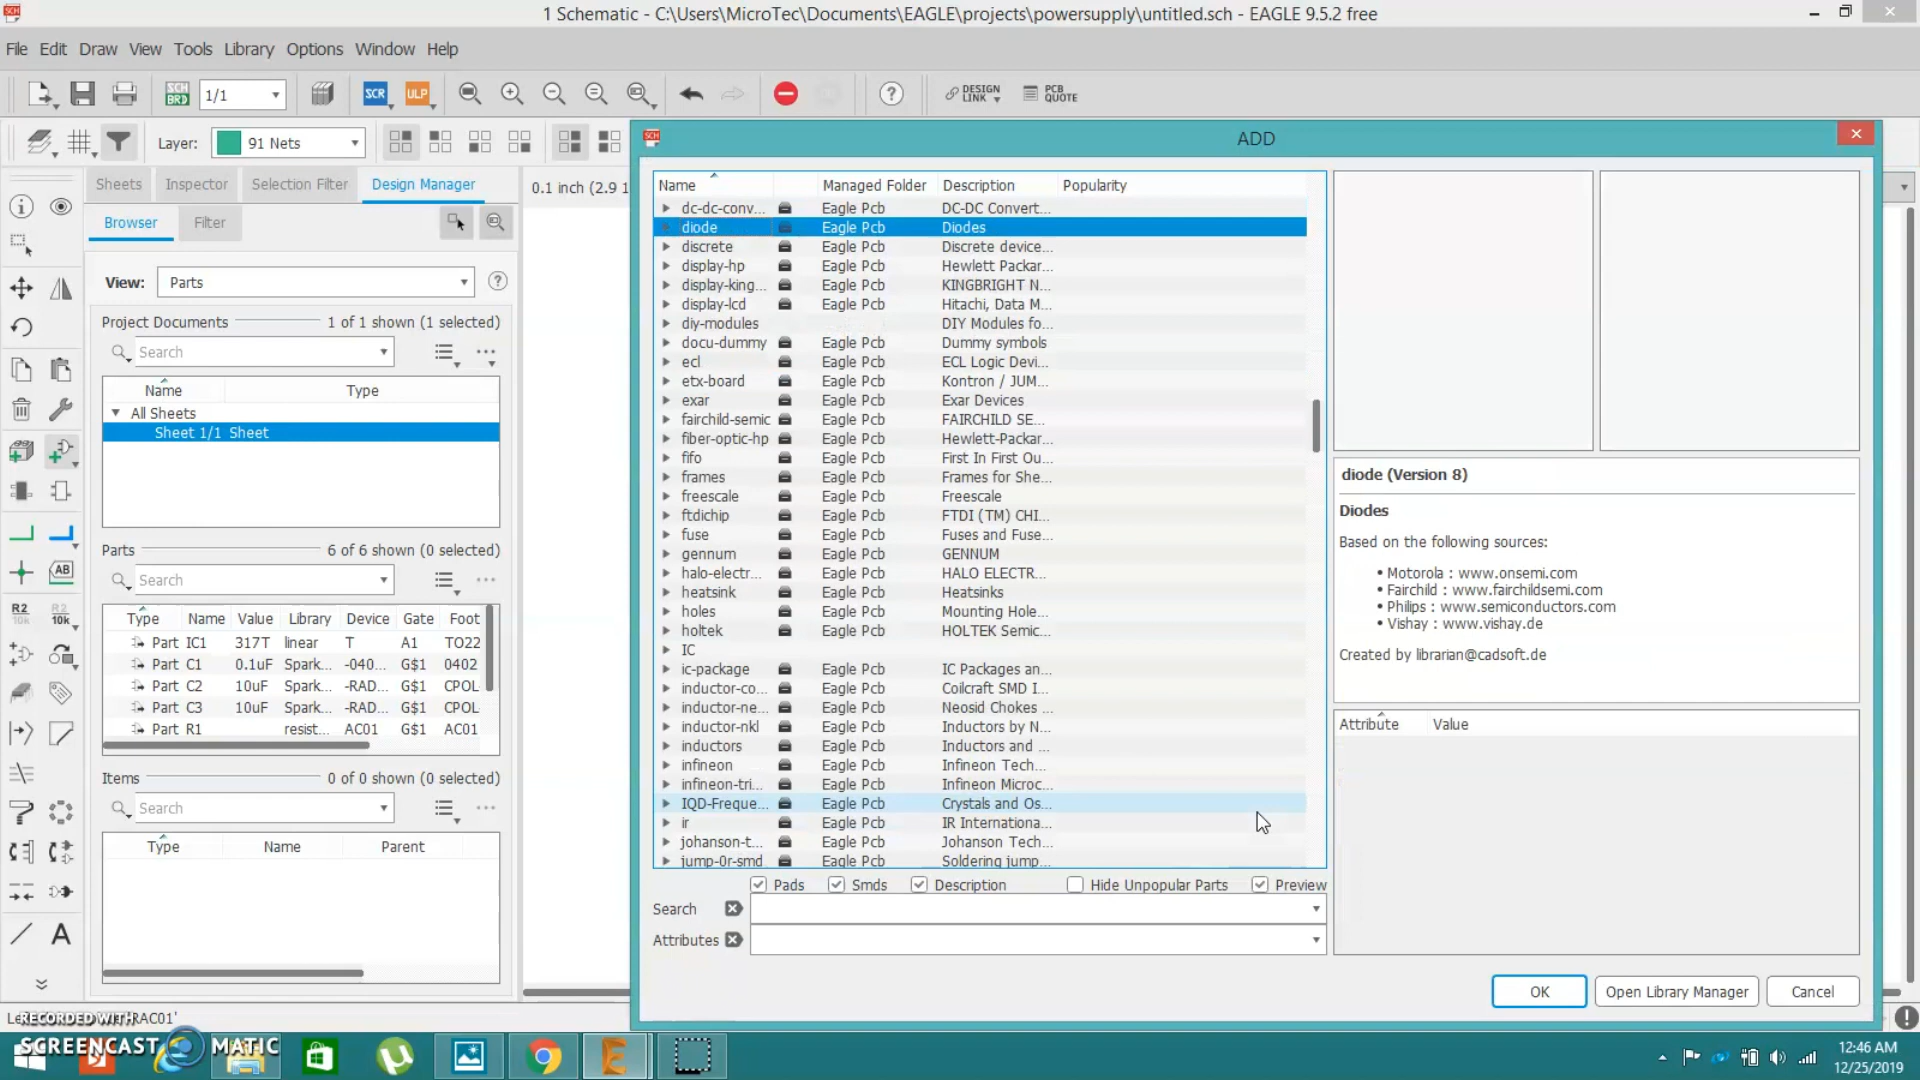 1 Schematic - C:\Users\MicroTec\Documents\EAGLE\projects\powersupply\untitled.sch - EAGLE 9.5.2 free
File Edit Draw View Tools Library Options Window Help
SCH BRD 1/1 SCR ULP DESIGN LINK PCB QUOTE
Layer: 91 Nets
Sheets Inspector Selection Filter Design Manager
0.1 inch (2.9 1
Browser Filter
View: Parts
Project Documents 1 of 1 shown (1 selected)
Search
Name Type
All Sheets
Sheet 1/1 Sheet
Parts 6 of 6 shown (0 selected)
Search
Type Name Value Library Device Gate Foot
Part IC1 317T linear T A1 TO22
Part C1 0.1uF Spark... -040... G$1 0402
Part C2 10uF Spark... -RAD... G$1 CPOL
Part C3 10uF Spark... -RAD... G$1 CPOL
Part R1 resist... AC01 G$1 AC01
Items 0 of 0 shown (0 selected)
Search
Type Name Parent
R2 10k R2 10k
AB
A
ADD
Name Managed Folder Description Popularity
dc-dc-conv... Eagle Pcb DC-DC Convert...
diode Eagle Pcb Diodes
discrete Eagle Pcb Discrete device...
display-hp Eagle Pcb Hewlett Packar...
display-king... Eagle Pcb KINGBRIGHT N...
display-lcd Eagle Pcb Hitachi, Data M...
diy-modules DIY Modules fo...
docu-dummy Eagle Pcb Dummy symbols
ecl Eagle Pcb ECL Logic Devi...
etx-board Eagle Pcb Kontron / JUM...
exar Eagle Pcb Exar Devices
fairchild-semic Eagle Pcb FAIRCHILD SE...
fiber-optic-hp Eagle Pcb Hewlett-Packar...
fifo Eagle Pcb First In First Ou...
frames Eagle Pcb Frames for She...
freescale Eagle Pcb Freescale
ftdichip Eagle Pcb FTDI (TM) CHI...
fuse Eagle Pcb Fuses and Fuse...
gennum Eagle Pcb GENNUM
halo-electr... Eagle Pcb HALO ELECTR...
heatsink Eagle Pcb Heatsinks
holes Eagle Pcb Mounting Hole...
holtek Eagle Pcb HOLTEK Semic...
IC
ic-package Eagle Pcb IC Packages an...
inductor-co... Eagle Pcb Coilcraft SMD I...
inductor-ne... Eagle Pcb Neosid Chokes ...
inductor-nkl Eagle Pcb Inductors by N...
inductors Eagle Pcb Inductors and ...
infineon Eagle Pcb Infineon Tech...
infineon-tri... Eagle Pcb Infineon Microc...
IQD-Freque... Eagle Pcb Crystals and Os...
ir Eagle Pcb IR Internationa...
johanson-t... Eagle Pcb Johanson Tech...
jump-0r-smd Eagle Pcb Soldering jump...
Pads Smds Description Hide Unpopular Parts Preview
Search
Attributes
diode (Version 8)
Diodes
Based on the following sources:
• Motorola : www.onsemi.com
• Fairchild : www.fairchildsemi.com
• Philips : www.semiconductors.com
• Vishay : www.vishay.de
Created by librarian@cadsoft.de
Attribute Value
OK Open Library Manager Cancel
RECORDED WITH
SCREENCAST MATIC
12:46 AM
12/25/2019